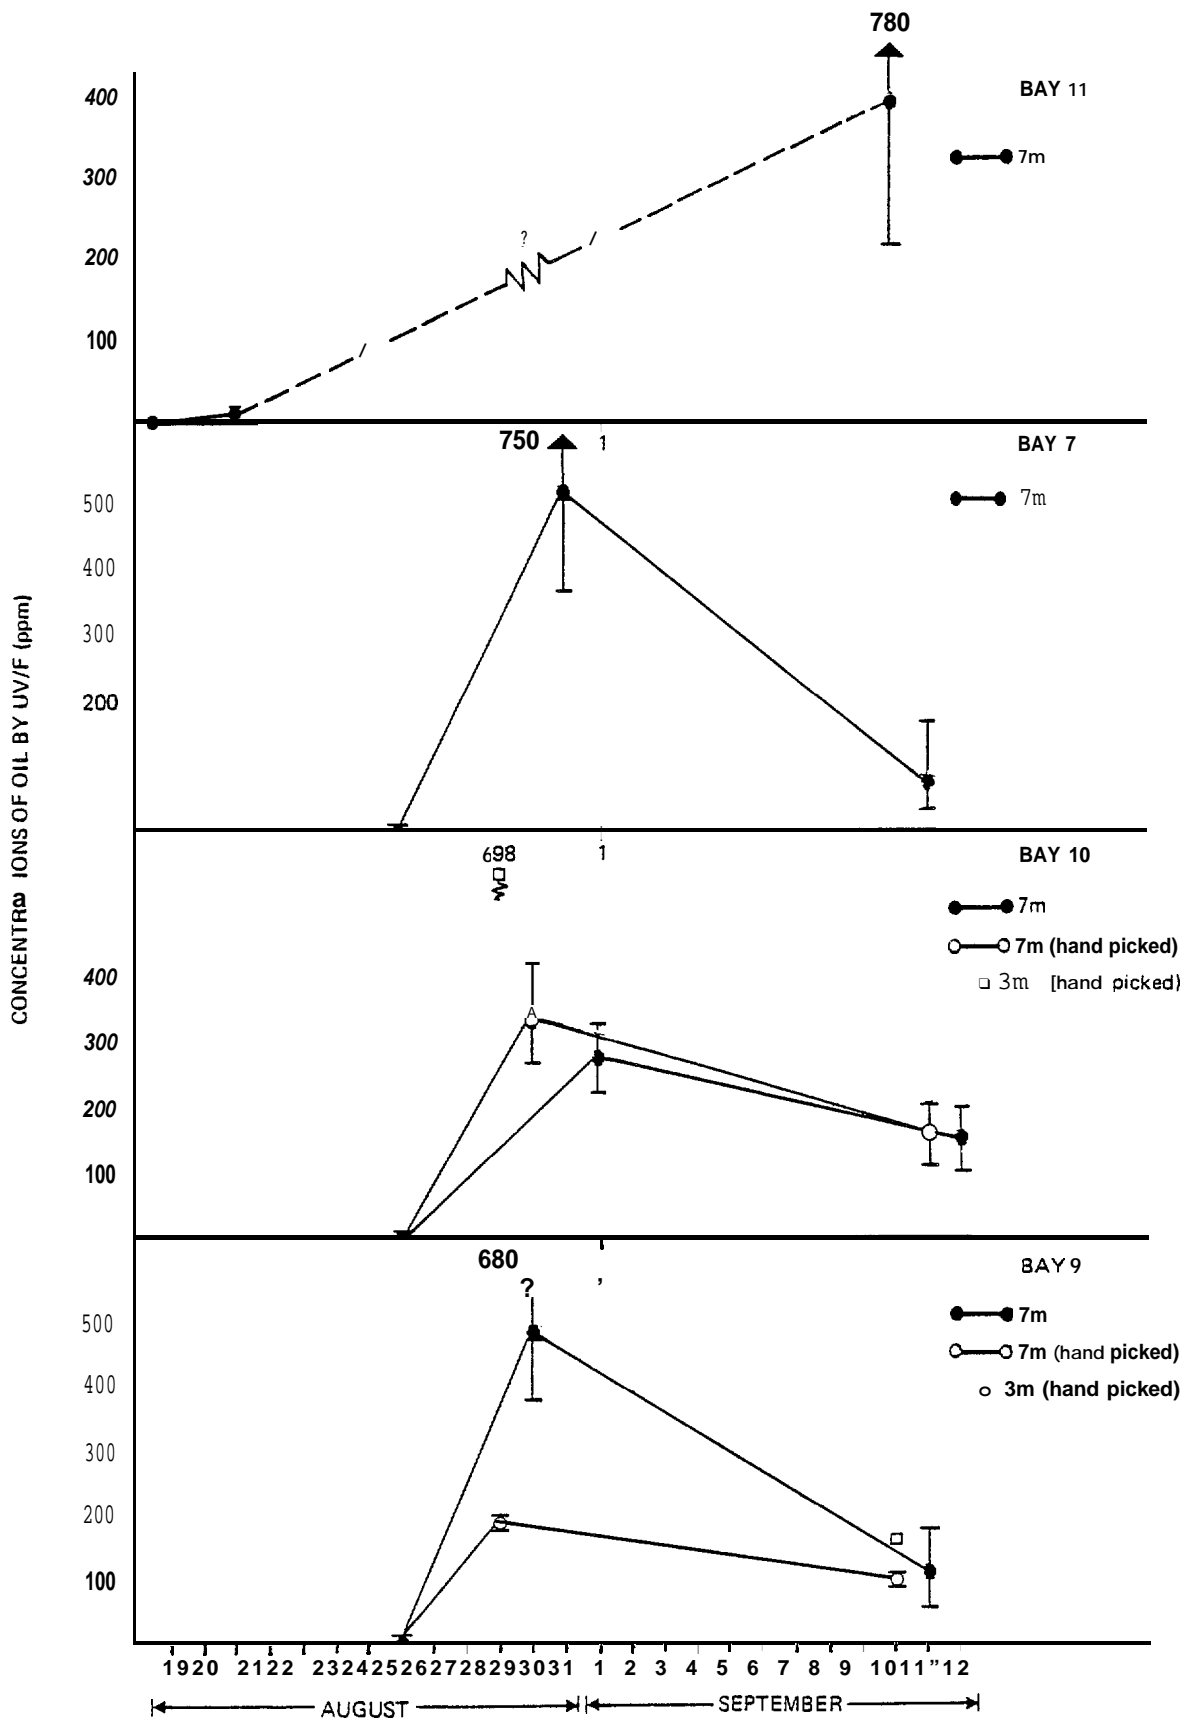 780
BAY 11
400
7m
300
?
200
100
750
1
BAY 7
500
7m
400
300
200
CONCENTRA IONS OF OIL BY UV/F (ppm)
698
1
BAY 10
7m
7m (hand picked)
400
3m [hand picked)
300
200
100
680
BAY 9
?
,
500
7m
7m (hand picked)
400
3m (hand picked)
300
200
100
19 20 21 22 23 24 25 26 27 28 29 30 31 1 2 3 4 5 6 7 8 9 10 11 " 12
AUGUST SEPTEMBER